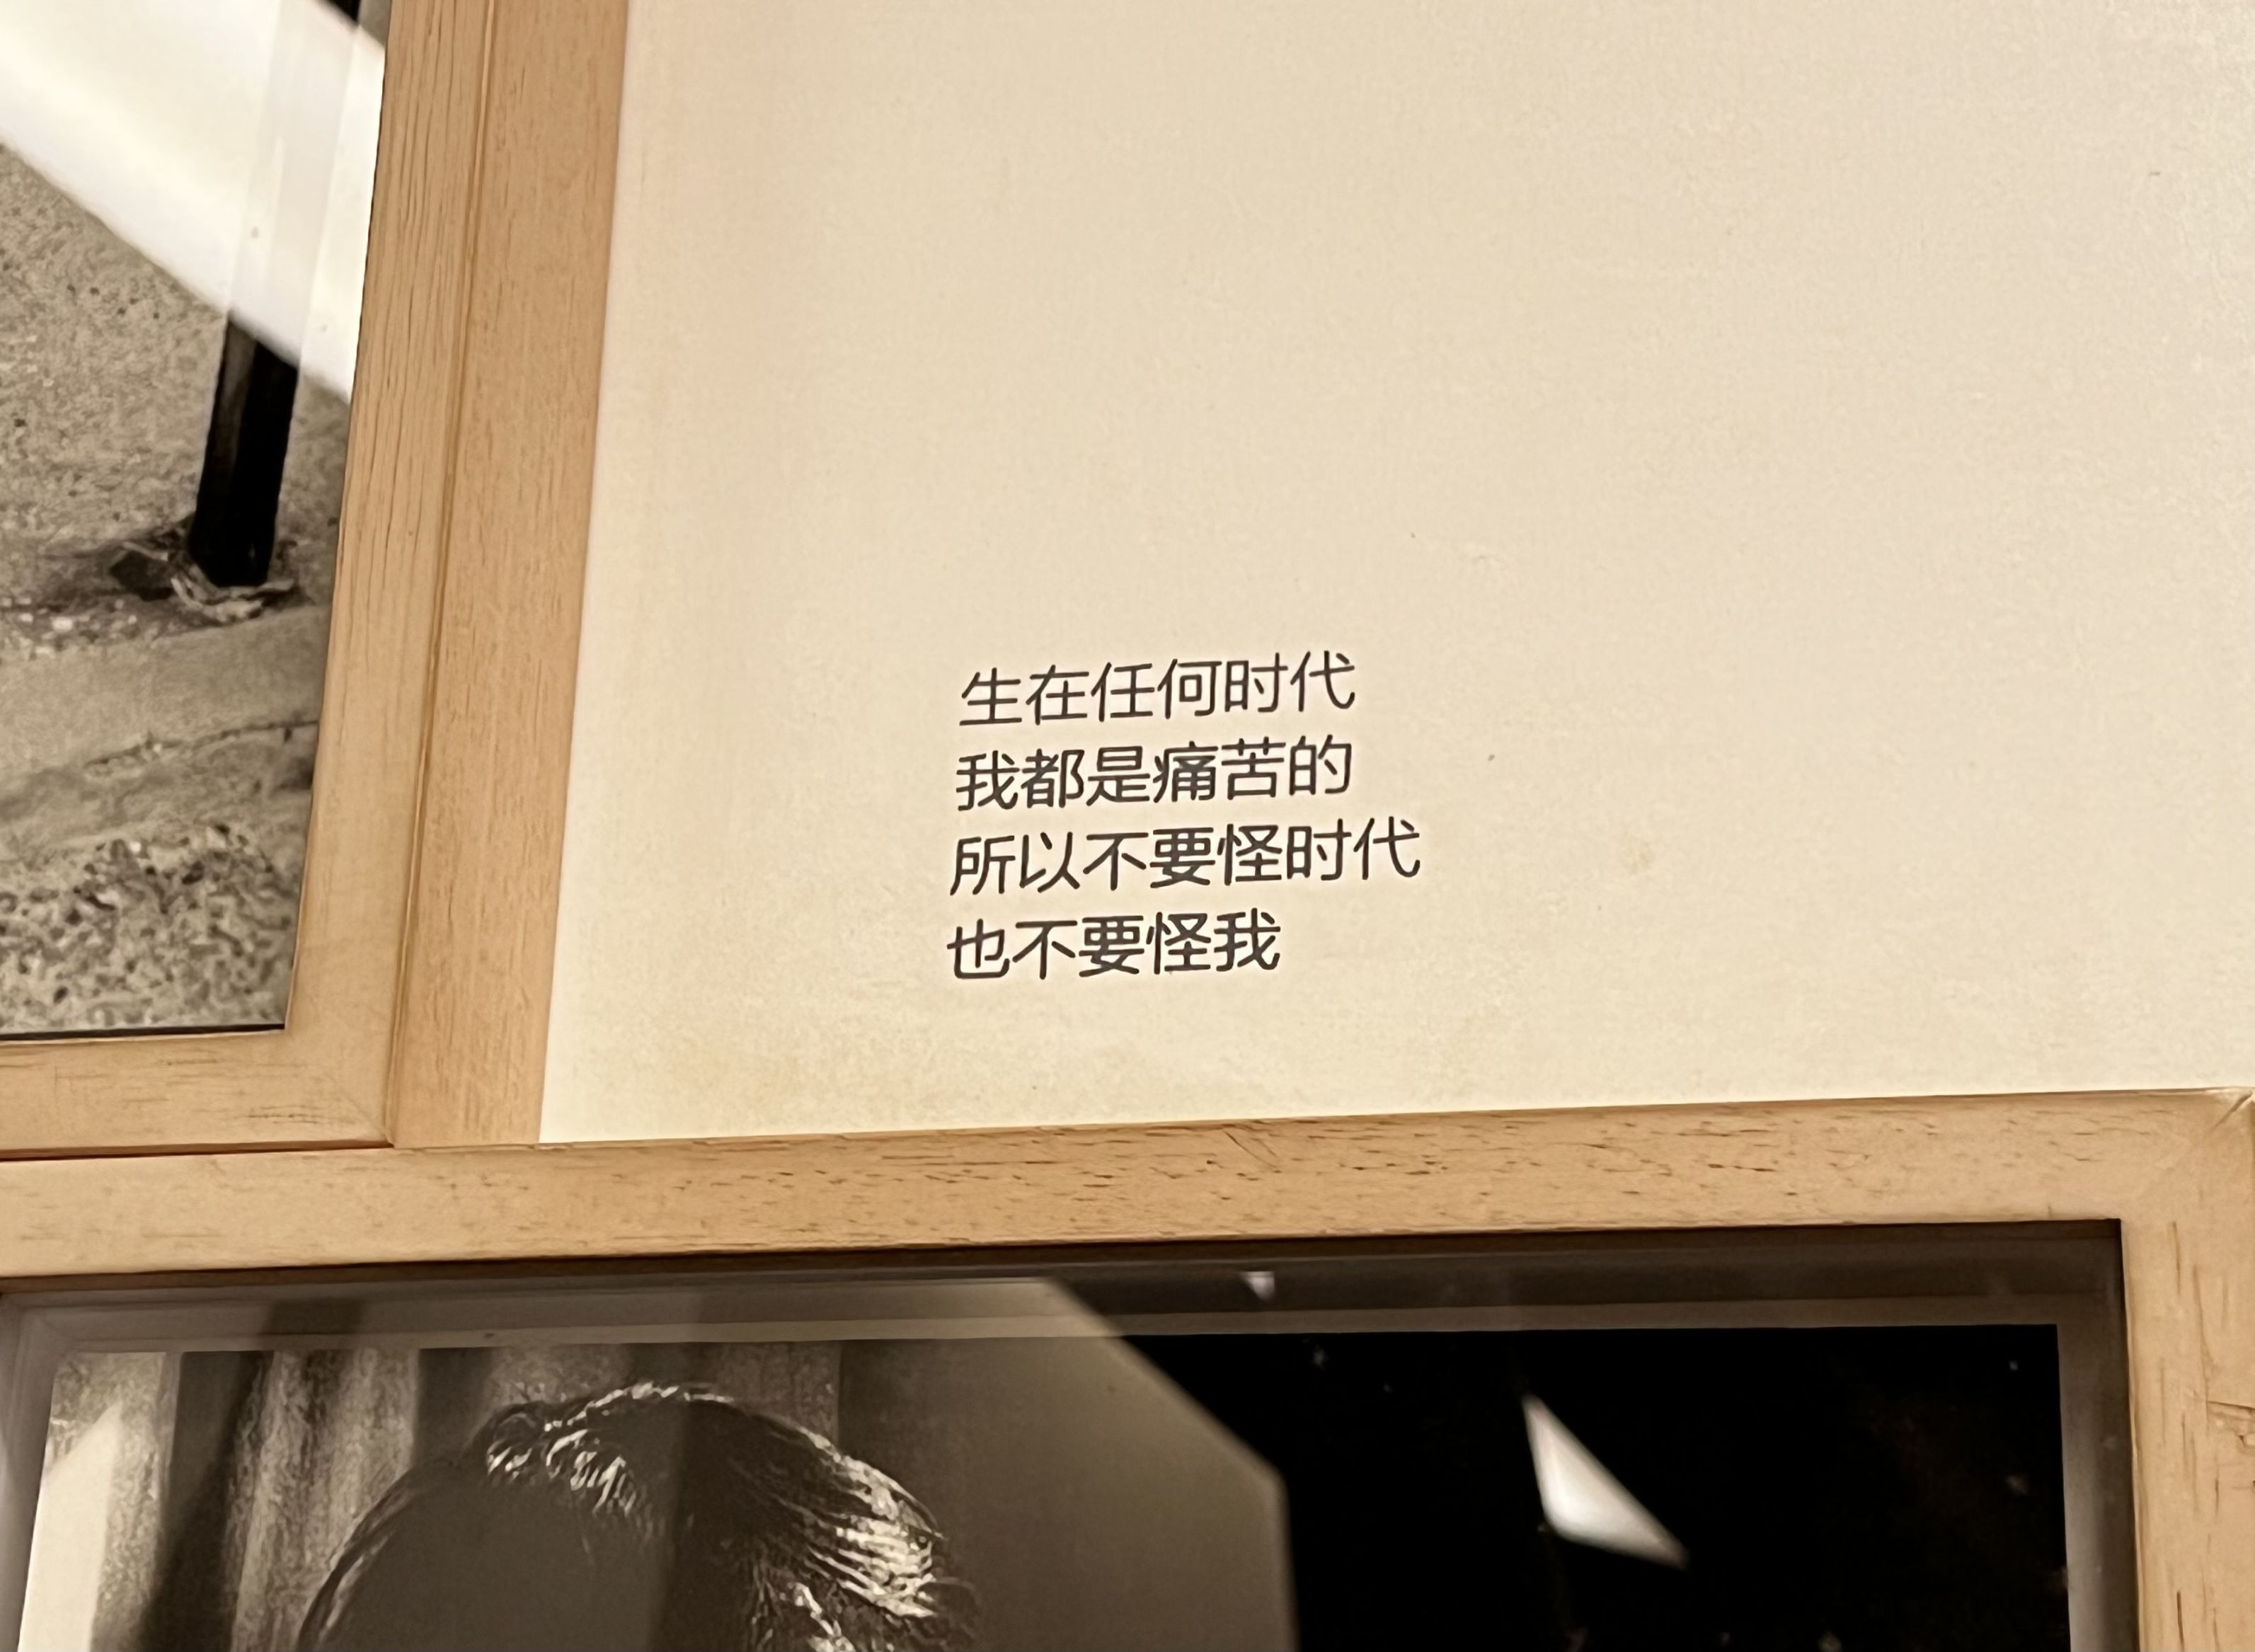 生在任何时代
我都是痛苦的
所以不要怪时代
也不要怪我